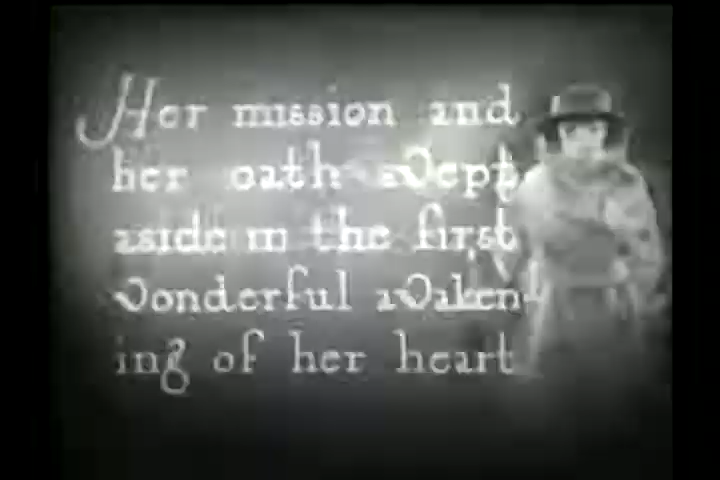 Her mission and
her oath swept
aside in the first
wonderful awaken-
ing of her heart